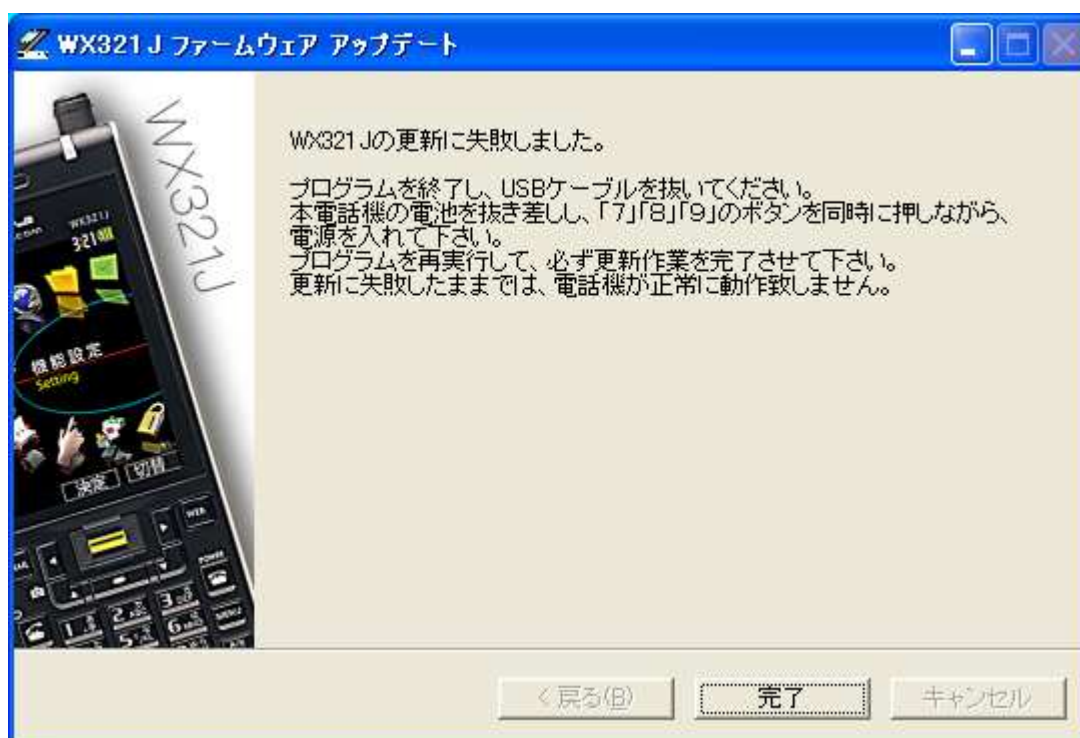 WX321J ファームウェア アップデート
WX321J
WX321J
3:21
WX321Jの更新に失敗しました。
プログラムを終了し、USBケーブルを抜いてください。
本電話機の電池を抜き差しし、「7」「8」「9」のボタンを同時に押しながら、
電源を入れて下さい。
プログラムを再実行して、必ず更新作業を完了させて下さい。
更新に失敗したままでは、電話機が正常に動作致しません。
機能設定
Setting
決定 切替
WEB
POWER
MENU
< 戻る(B) 完了 キャンセル